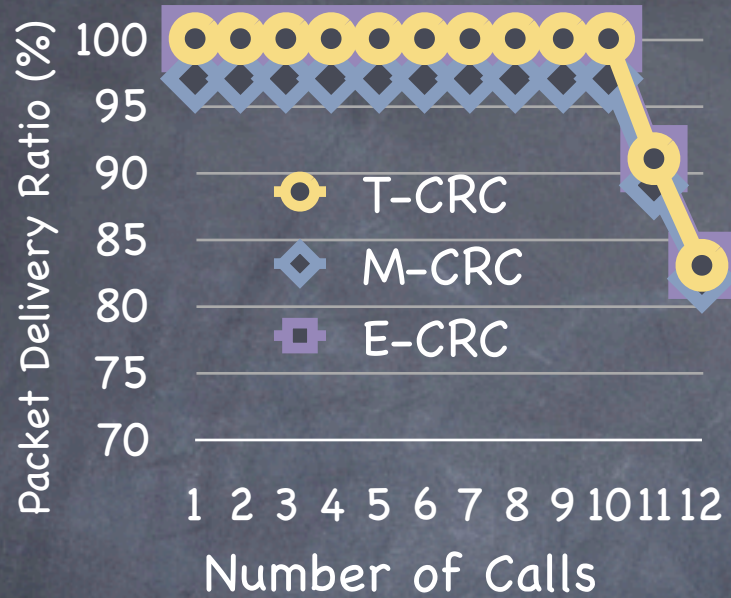 Packet Delivery Ratio (%)
100
95
90
85
80
75
70
T-CRC
M-CRC
E-CRC
1 2 3 4 5 6 7 8 9 10 11 12
Number of Calls